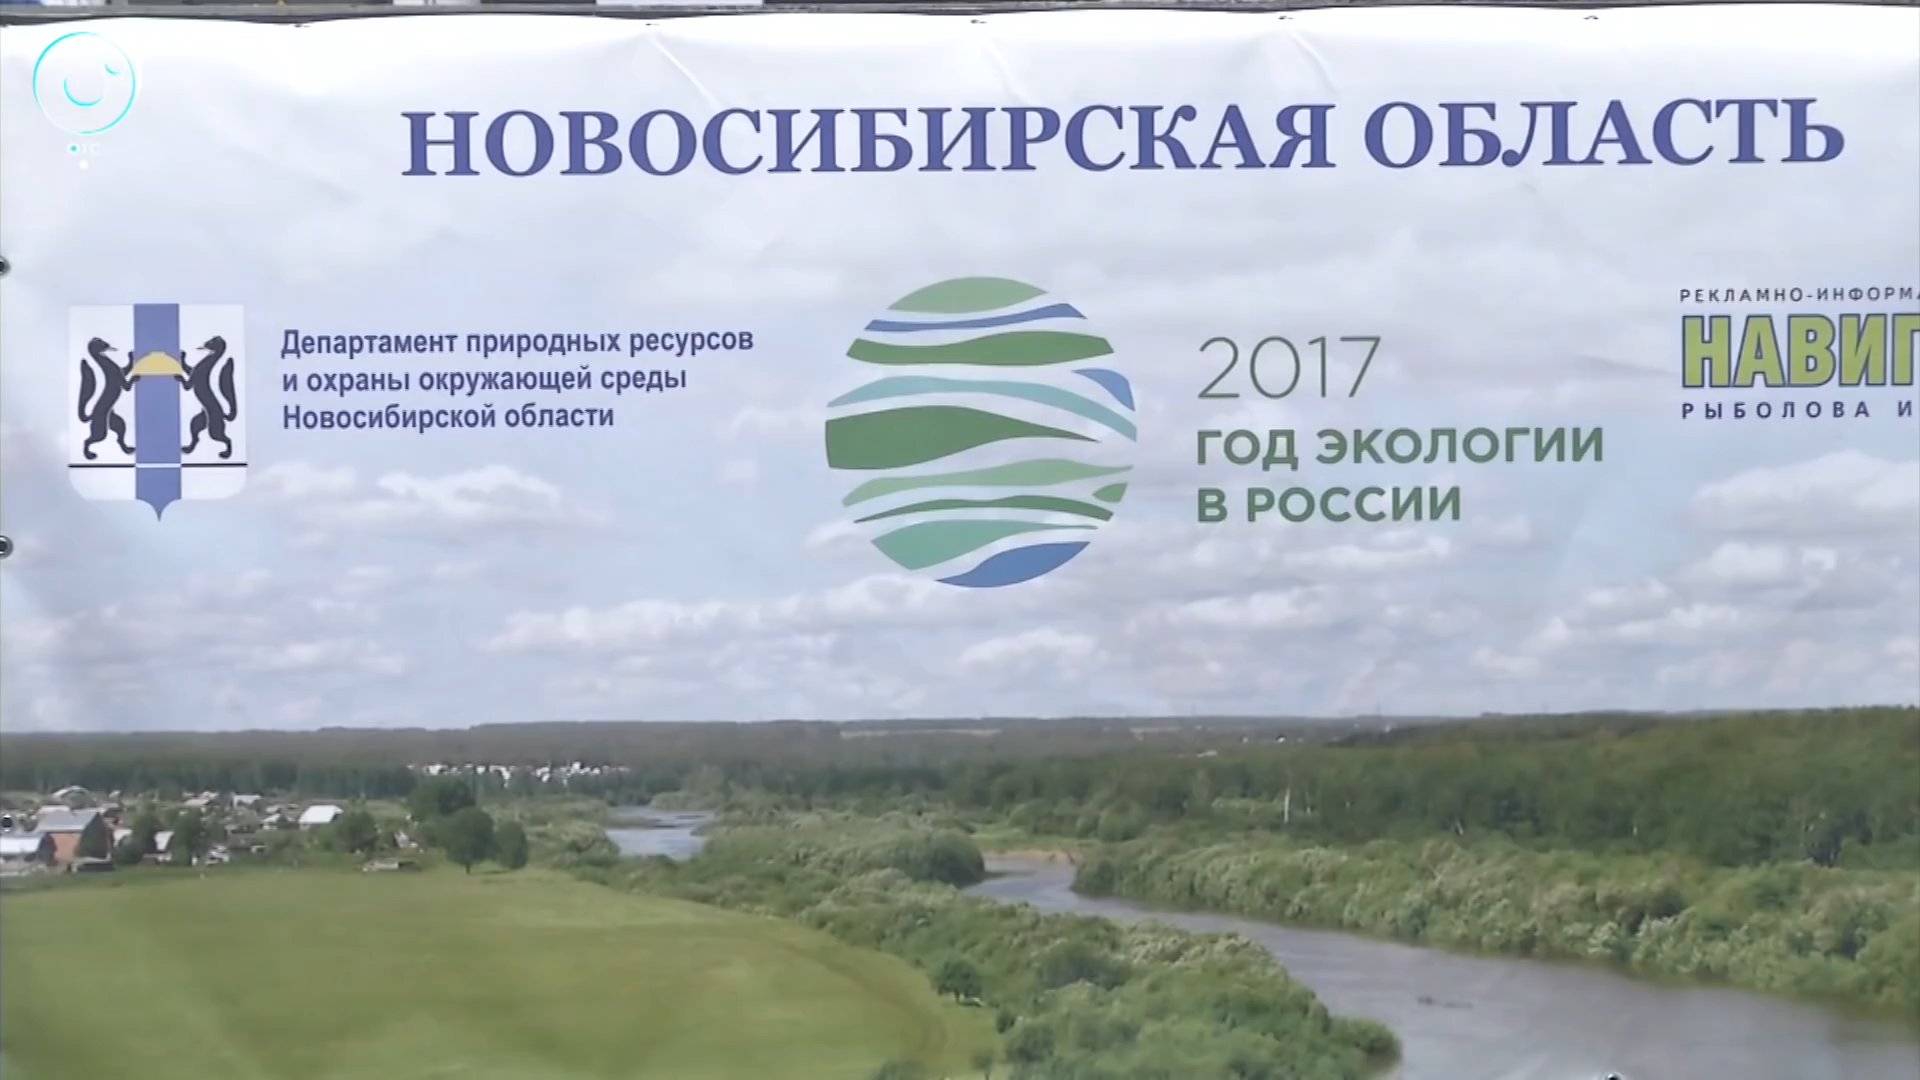 НОВОСИБИРСКАЯ ОБЛАСТЬ
Департамент природных ресурсов
и охраны окружающей среды
Новосибирской области
2017
ГОД ЭКОЛОГИИ
В РОССИИ
РЕКЛАМНО-ИНФОРМА
НАВИГ
РЫБОЛОВА И